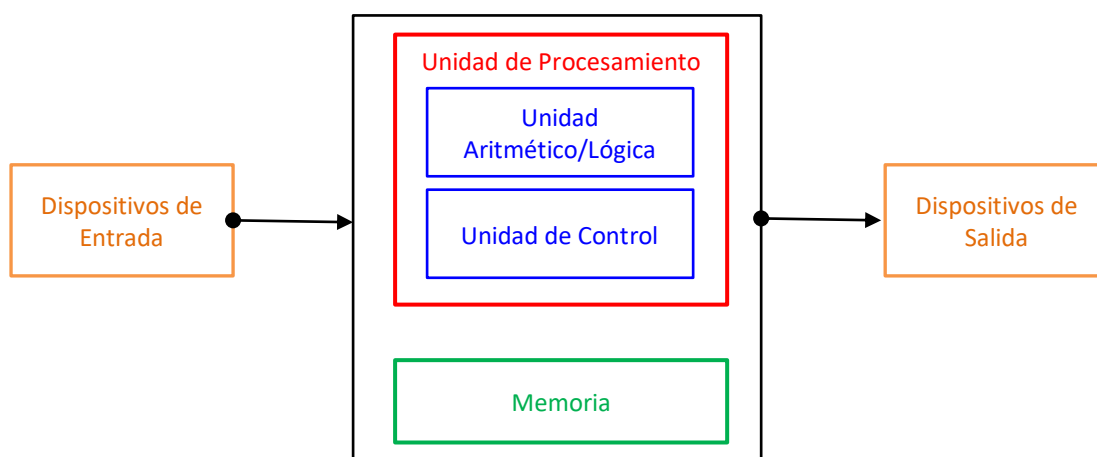 Unidad de Procesamiento
Unidad
Aritmético/Lógica
Dispositivos de
Entrada
Unidad de Control
Dispositivos de
Salida
Memoria